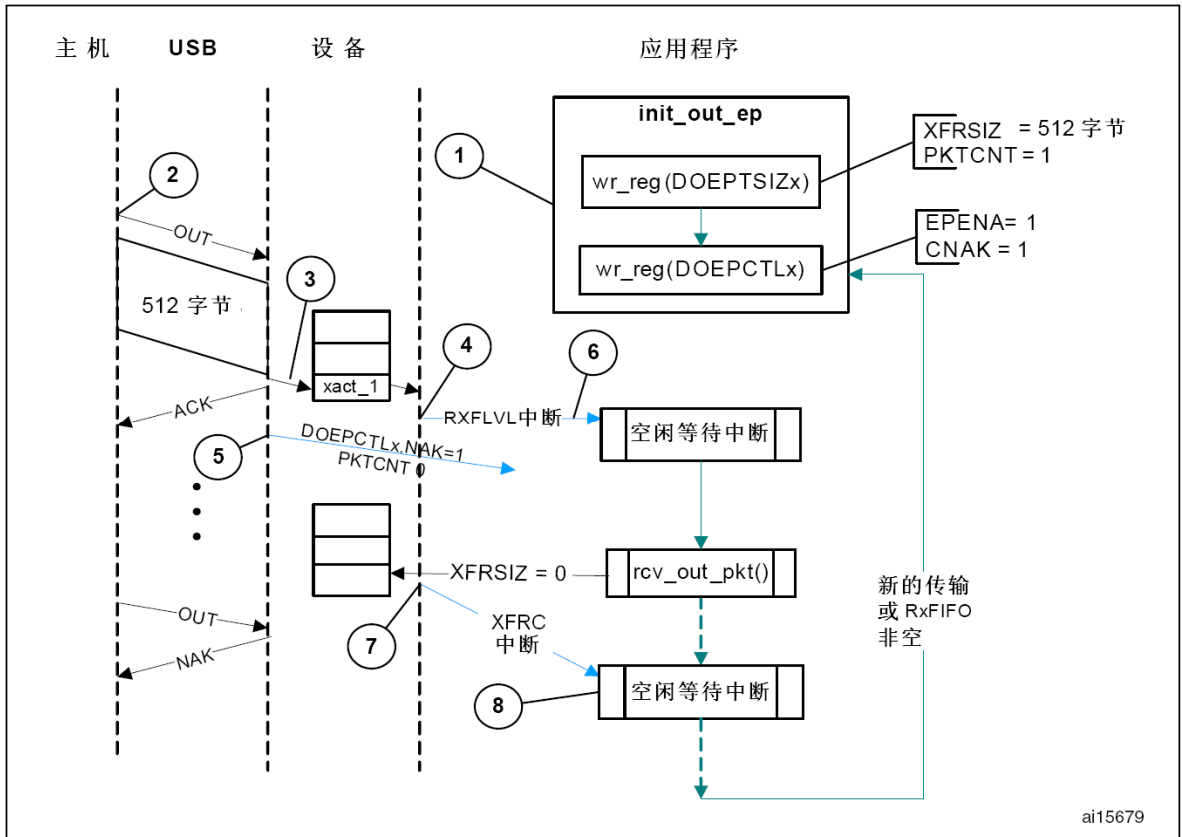 主 机 USB 设 备 应用程序
init_out_ep
XFRSIZ = 512 字节
PKTCNT = 1
1
wr_reg(DOEPTSIZx)
2
OUT
EPENA= 1
CNAK = 1
wr_reg(DOEPCTLx)
3
512 字节
4
6
xact_1
ACK
RXFLVL中断
空闲等待中断
5
DOEPCTLx,NAK=1
PKTCNT 0
XFRSIZ = 0
rcv_out_pkt()
新的传输
或 RxFIFO
非空
OUT
7
XFRC
中断
NAK
8
空闲等待中断
ai15679